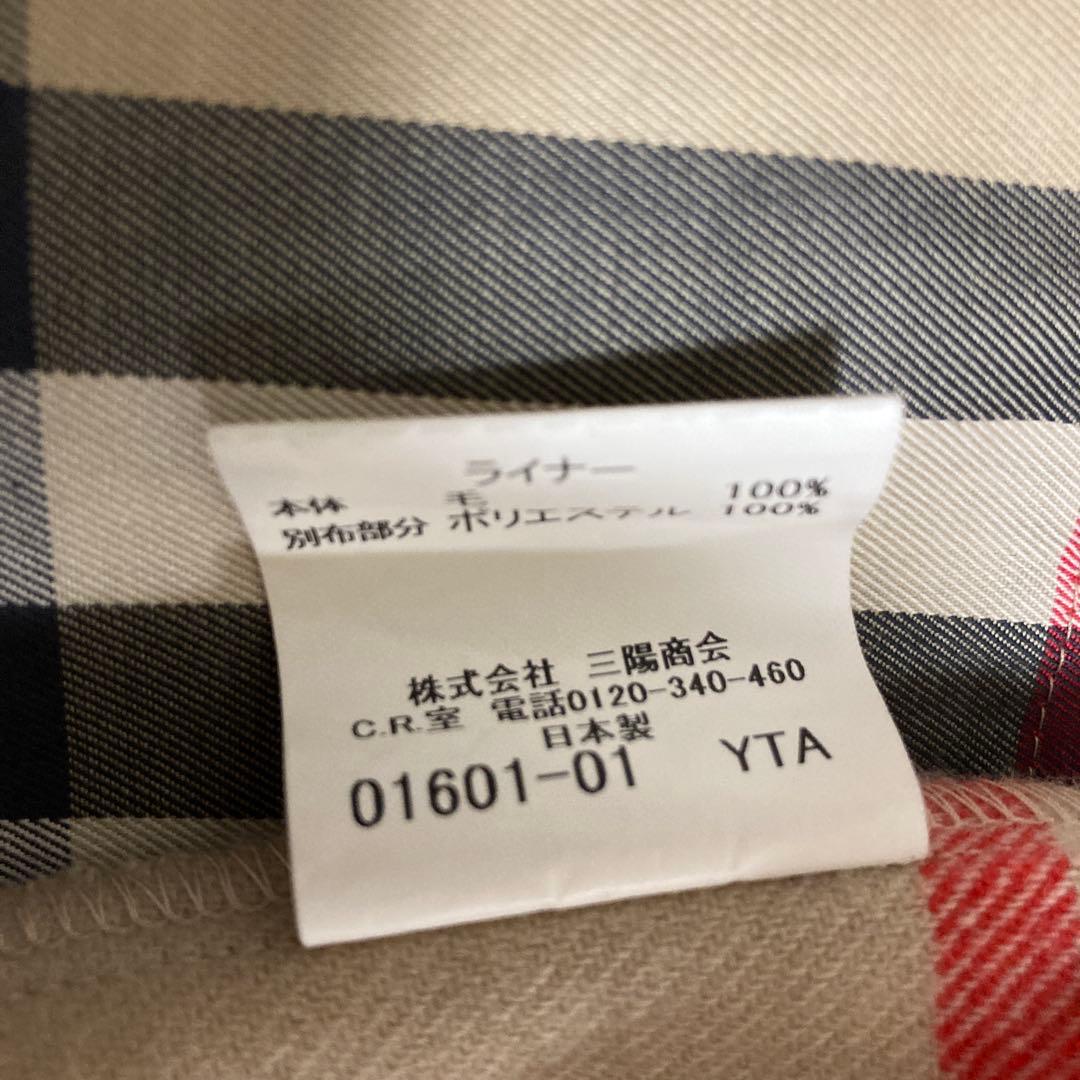 ライナー
本体 毛 100%
別布部分 ポリエステル 100%
株式会社 三陽商会
C.R.室 電話0120-340-460
日本製
01601-01 YTA